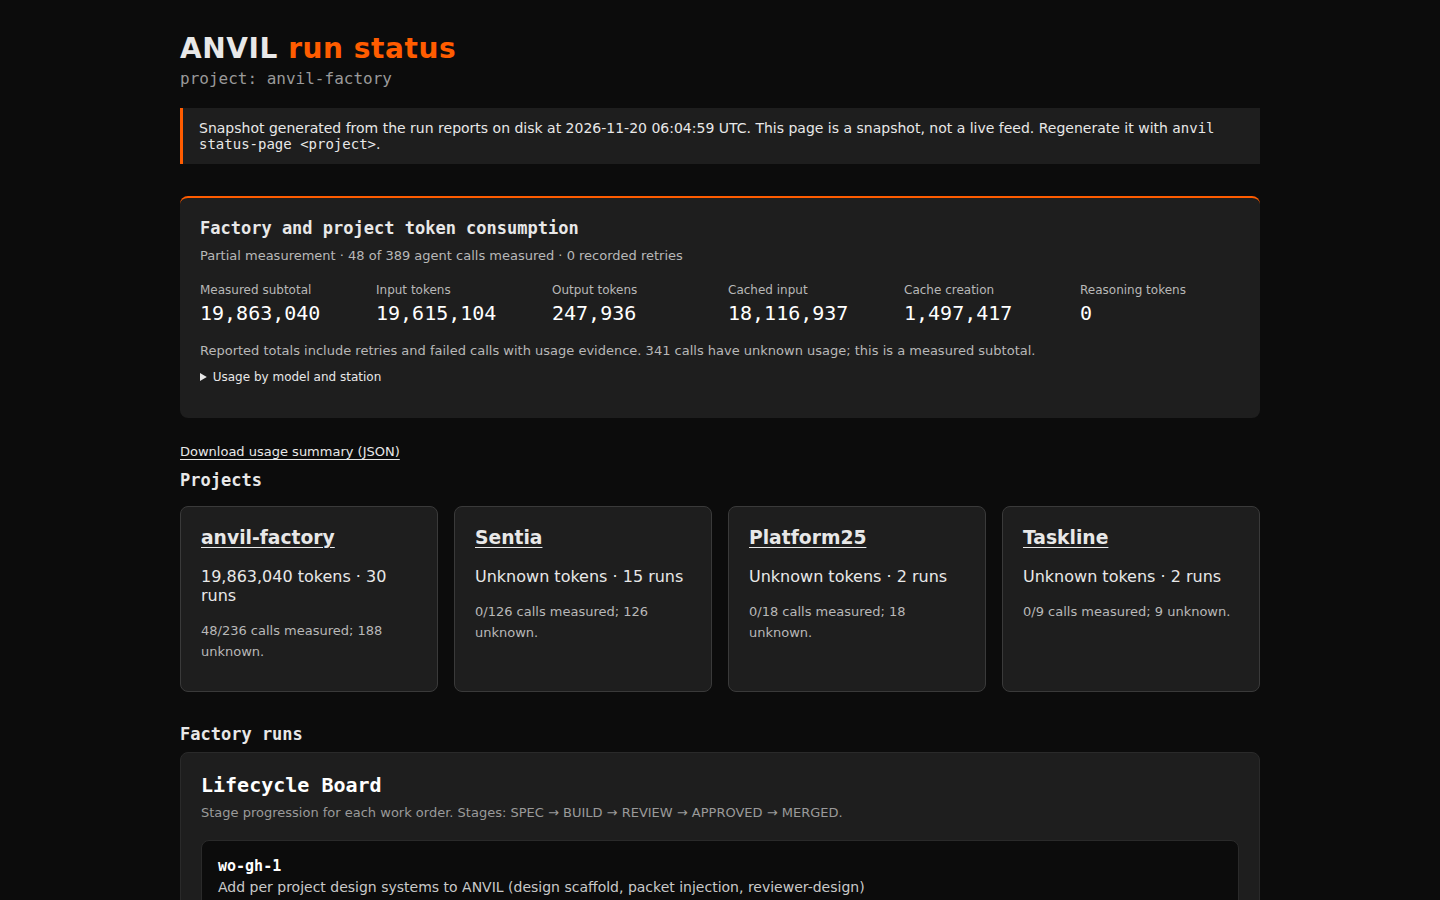 ANVIL run status
project: anvil-factory
Snapshot generated from the run reports on disk at 2026-11-20 06:04:59 UTC. This page is a snapshot, not a live feed. Regenerate it with anvil
status-page <project>.
Factory and project token consumption
Partial measurement · 48 of 389 agent calls measured · 0 recorded retries
Measured subtotal
19,863,040
Input tokens
19,615,104
Output tokens
247,936
Cached input
18,116,937
Cache creation
1,497,417
Reasoning tokens
0
Reported totals include retries and failed calls with usage evidence. 341 calls have unknown usage; this is a measured subtotal.
Usage by model and station
Download usage summary (JSON)
Projects
anvil-factory
19,863,040 tokens · 30
runs
48/236 calls measured; 188
unknown.
Sentia
Unknown tokens · 15 runs
0/126 calls measured; 126
unknown.
Platform25
Unknown tokens · 2 runs
0/18 calls measured; 18
unknown.
Taskline
Unknown tokens · 2 runs
0/9 calls measured; 9 unknown.
Factory runs
Lifecycle Board
Stage progression for each work order. Stages: SPEC → BUILD → REVIEW → APPROVED → MERGED.
wo-gh-1
Add per project design systems to ANVIL (design scaffold, packet injection, reviewer-design)